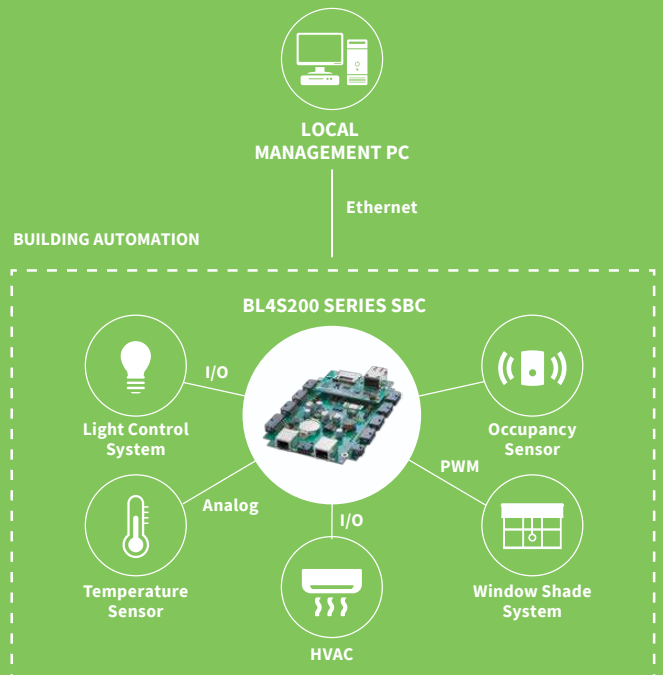 LOCAL
MANAGEMENT PC
Ethernet
BUILDING AUTOMATION
BL4S200 SERIES SBC
I/O
Light Control
System
Occupancy
Sensor
PWM
Analog
I/O
Temperature
Sensor
Window Shade
System
HVAC